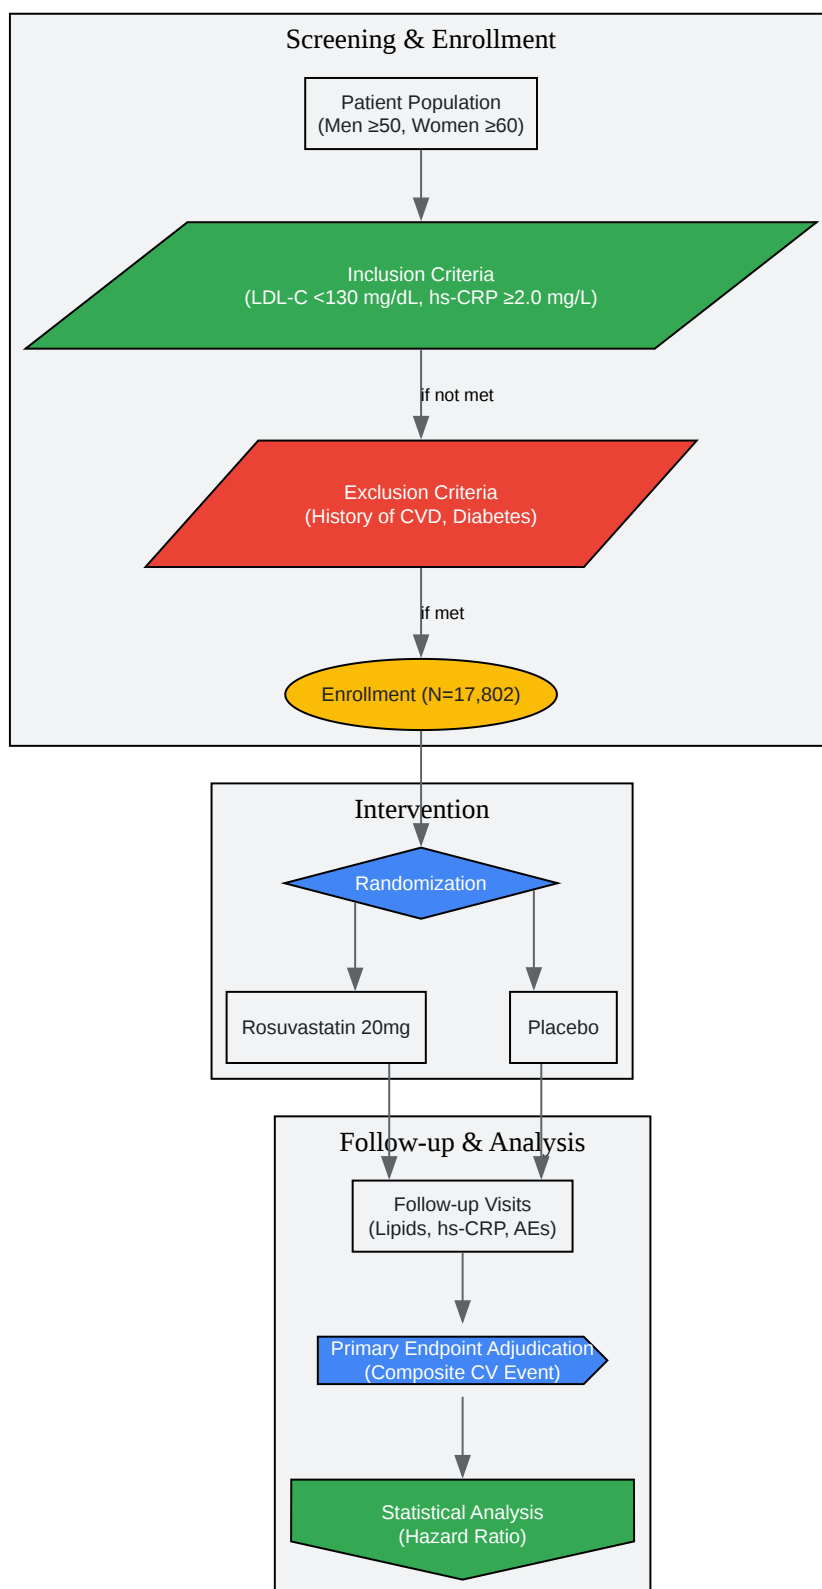 Screening & Enrollment
Patient Population
(Men ≥50, Women ≥60)
Inclusion Criteria
(LDL-C <130 mg/dL, hs-CRP ≥2.0 mg/L)
if not met
Exclusion Criteria
(History of CVD, Diabetes)
if met
Enrollment (N=17,802)
Intervention
Randomization
Rosuvastatin 20mg
Placebo
Follow-up & Analysis
Follow-up Visits
(Lipids, hs-CRP, AEs)
Primary Endpoint Adjudication
(Composite CV Event)
Statistical Analysis
(Hazard Ratio)